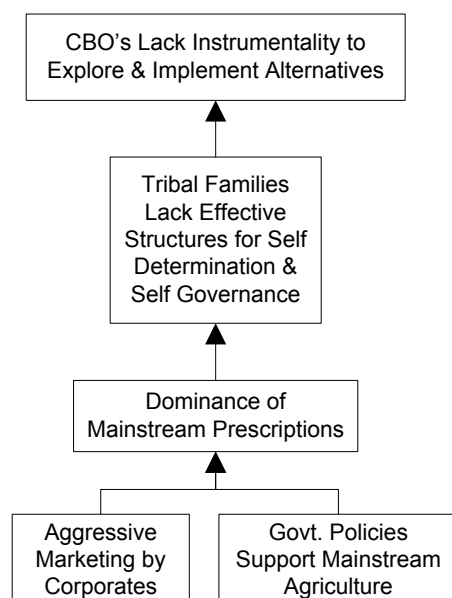 CBO's Lack Instrumentality to
Explore & Implement Alternatives
Tribal Families
Lack Effective
Structures for Self
Determination &
Self Governance
Dominance of
Mainstream Prescriptions
Aggressive
Marketing by
Corporates
Govt. Policies
Support Mainstream
Agriculture